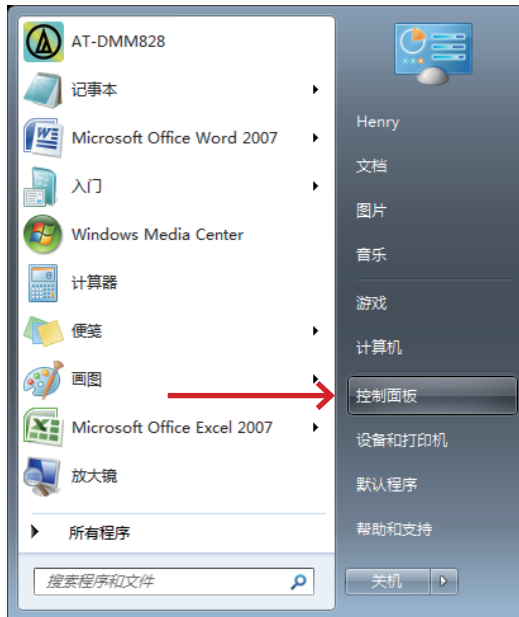 AT-DMM828
记事本
Microsoft Office Word 2007
入门
Windows Media Center
计算器
便笺
画图
Microsoft Office Excel 2007
放大镜
所有程序
搜索程序和文件
Henry
文档
图片
音乐
游戏
计算机
控制面板
设备和打印机
默认程序
帮助和支持
关机